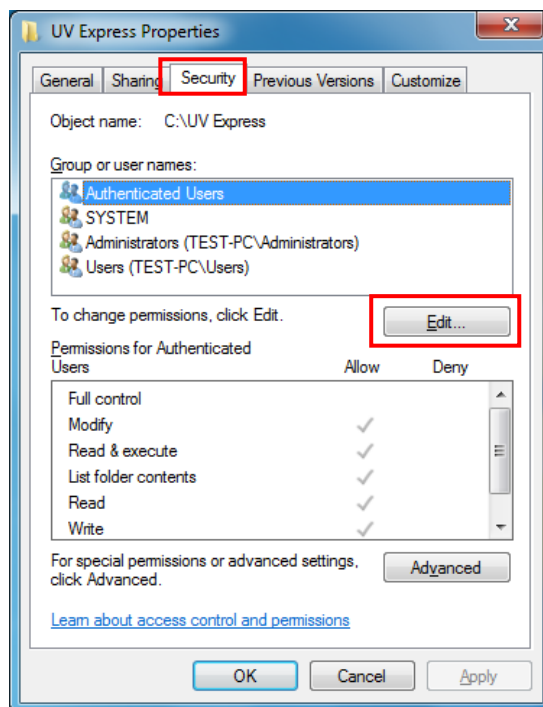 UV Express Properties
General Sharing Security Previous Versions Customize
Object name: C:\UV Express
Group or user names:
Authenticated Users
SYSTEM
Administrators (TEST-PC\Administrators)
Users (TEST-PC\Users)
To change permissions, click Edit.
Edit...
Permissions for Authenticated
Users Allow Deny
Full control
Modify
Read & execute
List folder contents
Read
Write
For special permissions or advanced settings,
click Advanced.
Advanced
Learn about access control and permissions
OK Cancel Apply